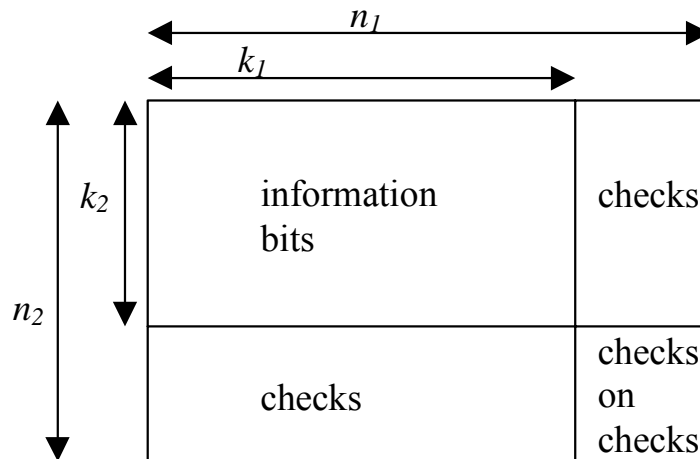 n₁
k₁
k₂
information
bits
checks
n₂
checks
checks
on
checks